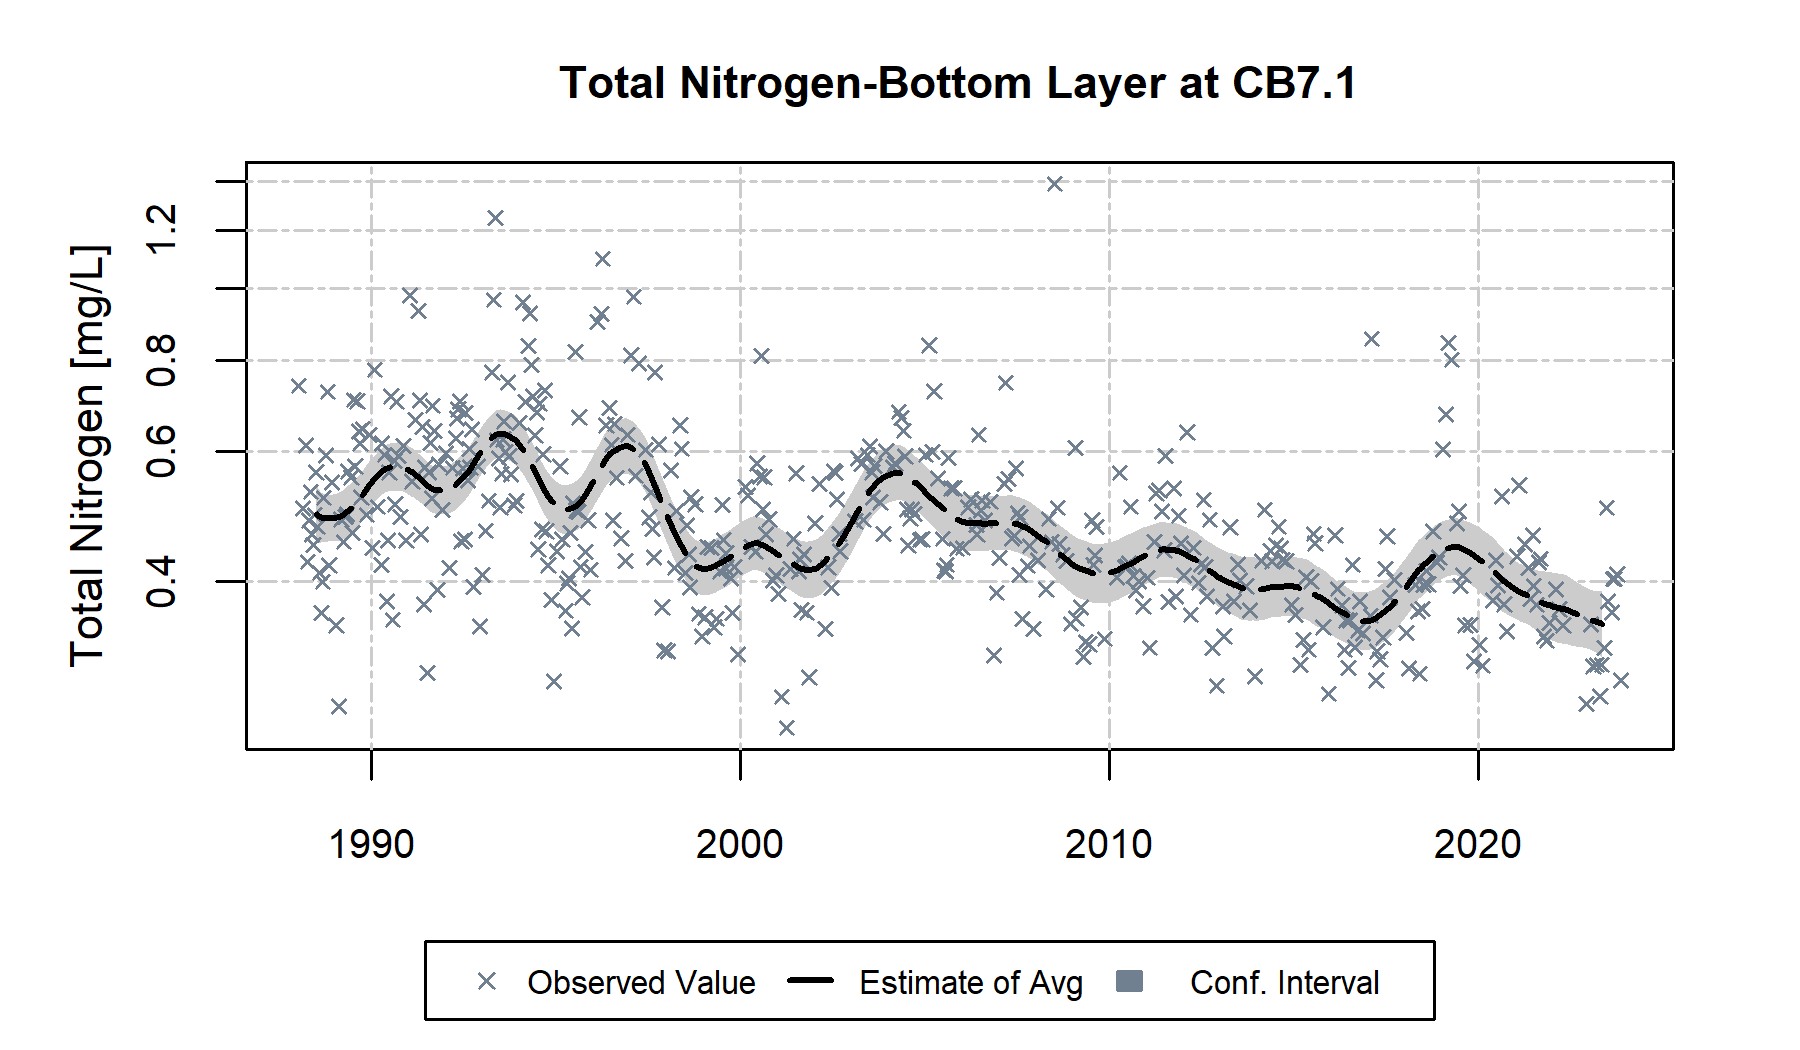 Total Nitrogen-Bottom Layer at CB7.1
Total Nitrogen [mg/L]
1.2
0.8
0.6
0.4
1990 2000 2010 2020
Observed Value Estimate of Avg Conf. Interval